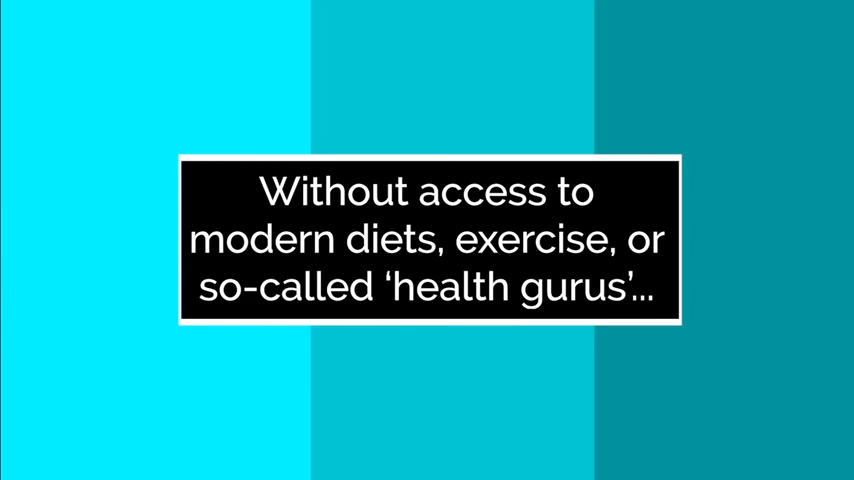 Without access to
modern diets, exercise, or
so-called ‘health gurus’...